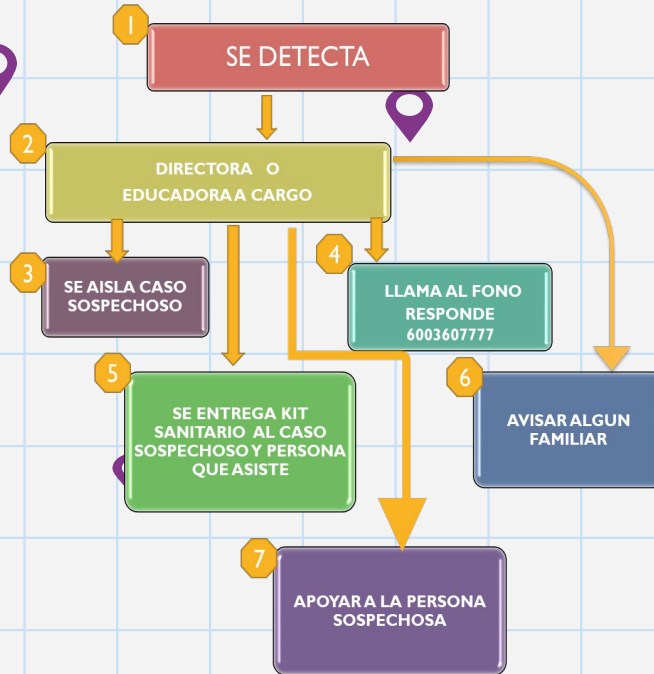 1
SE DETECTA
2
DIRECTORA O
EDUCADORA A CARGO
3
SE AISLA CASO
SOSPECHOSO
4
LLAMA AL FONO
RESPONDE
6003607777
5
SE ENTREGA KIT
SANITARIO AL CASO
SOSPECHOSO Y PERSONA
QUE ASISTE
6
AVISAR ALGUN
FAMILIAR
7
APOYAR A LA PERSONA
SOSPECHOSA